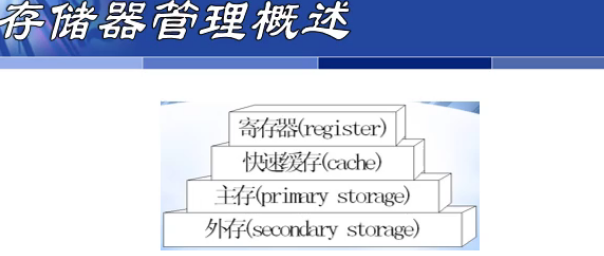 存储器管理概述
寄存器(register)
快速缓存(cache)
主存(primary storage)
外存(secondary storage)